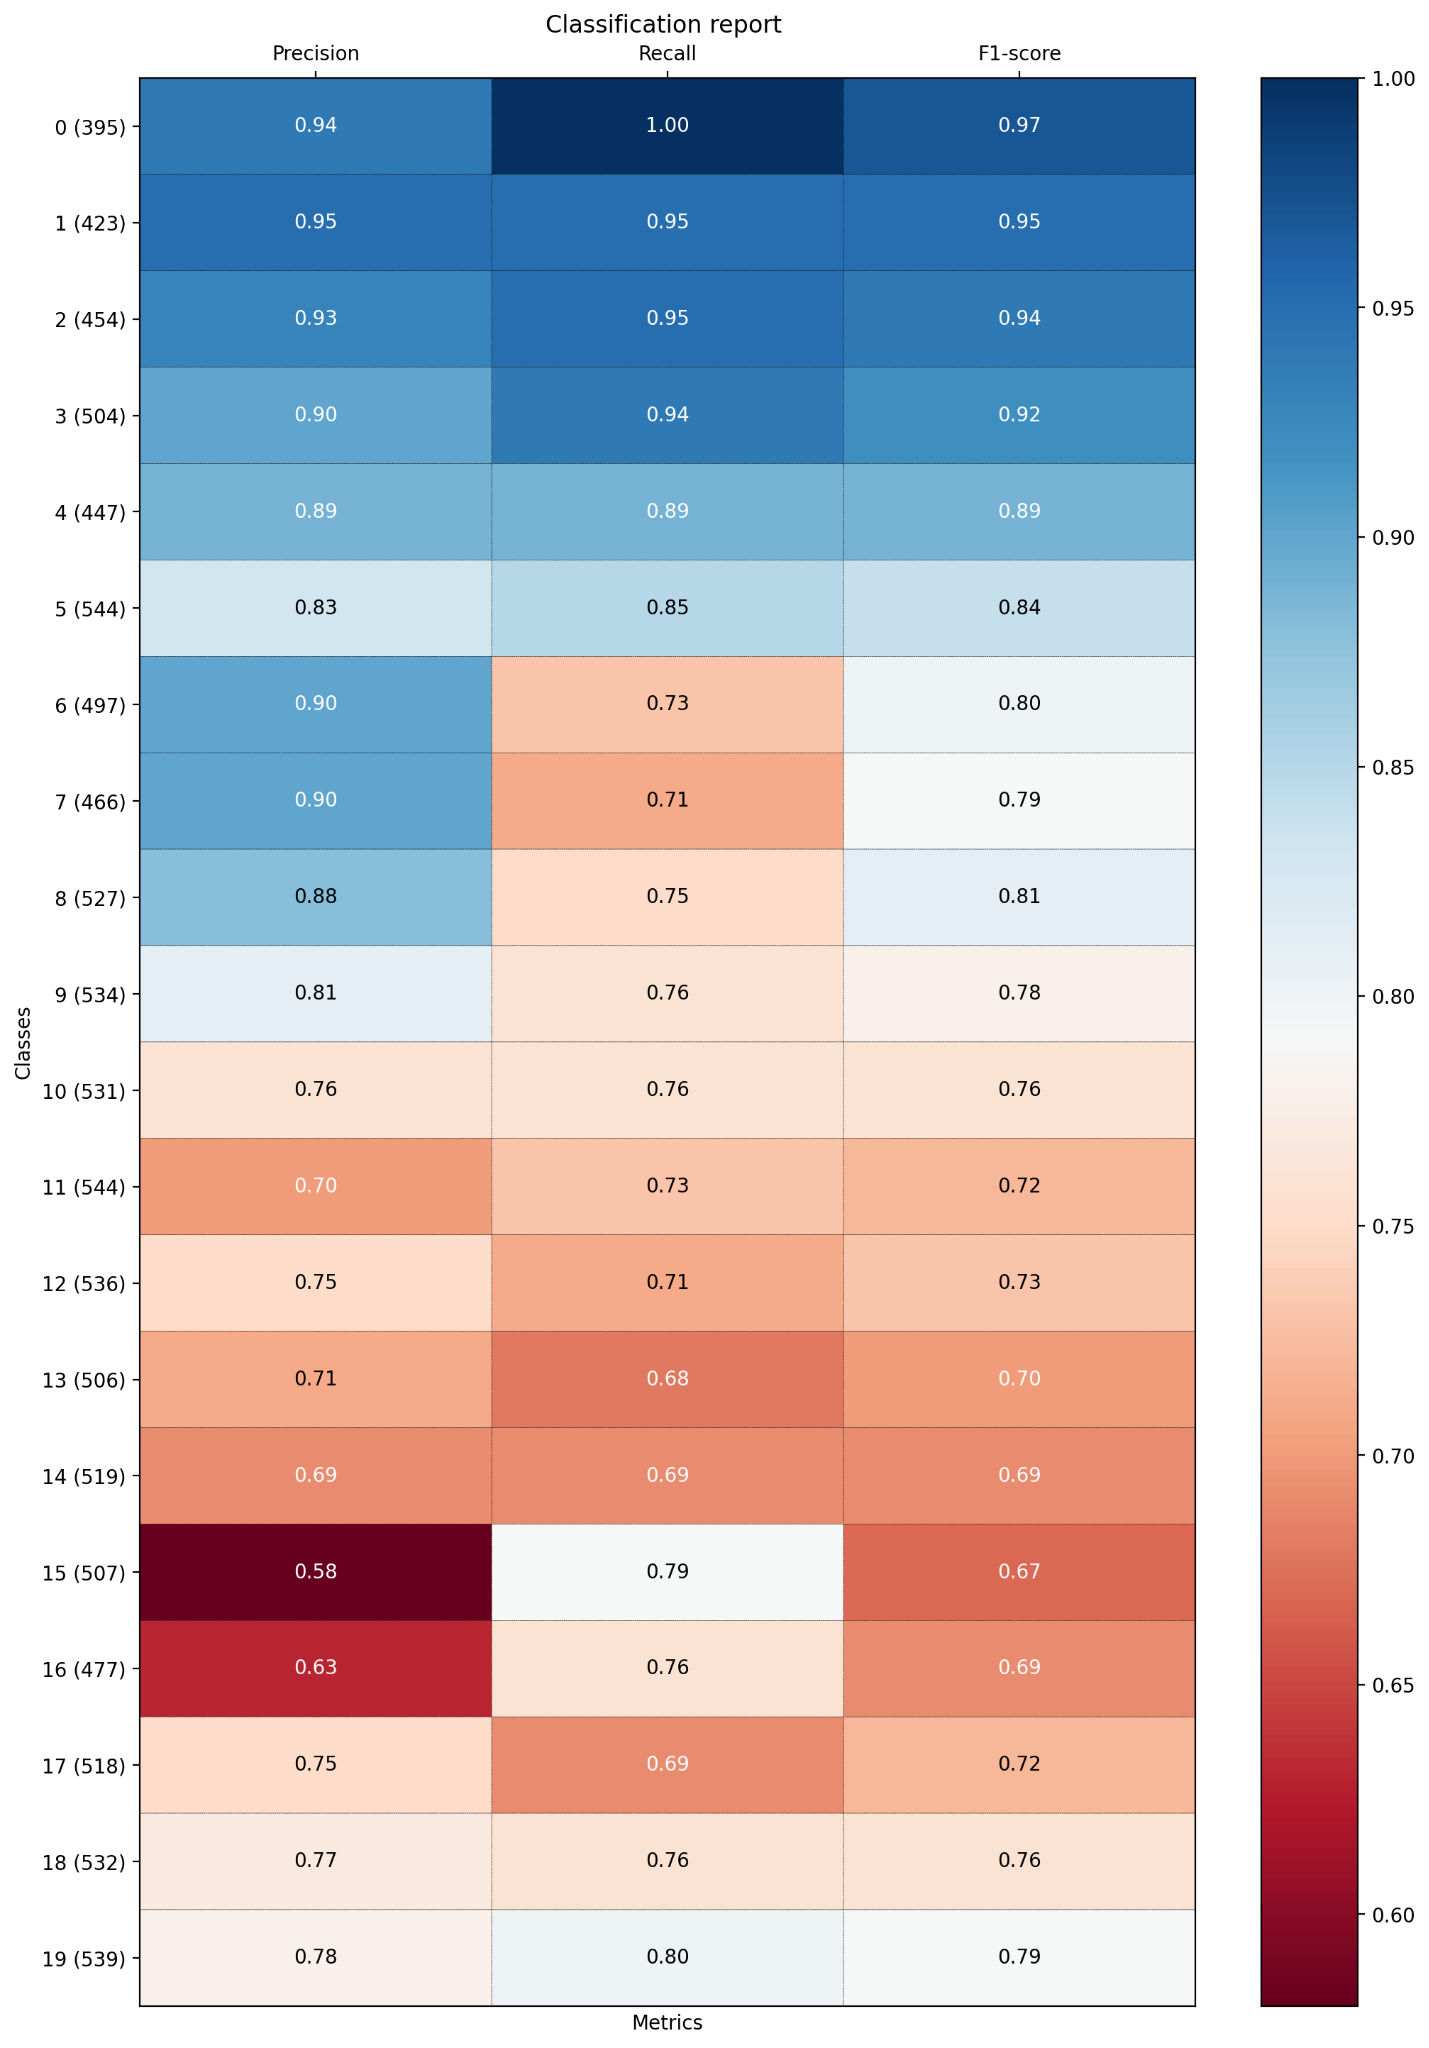 Classification report
Precision Recall F1-score
0 (395) 0.94 1.00 0.97
1 (423) 0.95 0.95 0.95
2 (454) 0.93 0.95 0.94
3 (504) 0.90 0.94 0.92
4 (447) 0.89 0.89 0.89
5 (544) 0.83 0.85 0.84
6 (497) 0.90 0.73 0.80
7 (466) 0.90 0.71 0.79
8 (527) 0.88 0.75 0.81
9 (534) 0.81 0.76 0.78
10 (531) 0.76 0.76 0.76
11 (544) 0.70 0.73 0.72
12 (536) 0.75 0.71 0.73
13 (506) 0.71 0.68 0.70
14 (519) 0.69 0.69 0.69
15 (507) 0.58 0.79 0.67
16 (477) 0.63 0.76 0.69
17 (518) 0.75 0.69 0.72
18 (532) 0.77 0.76 0.76
19 (539) 0.78 0.80 0.79
Classes
Metrics
1.00
0.95
0.90
0.85
0.80
0.75
0.70
0.65
0.60